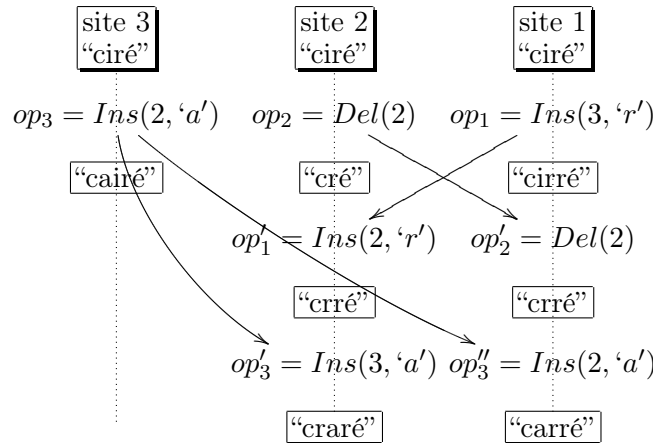 site 3 site 2 site 1
“ciré” “ciré” “ciré”
op3 = Ins(2, ‘a′) op2 = Del(2) op1 = Ins(3, ‘r′)
“cairé” “cré” “cirré”
op′1 = Ins(2, ‘r′) op′2 = Del(2)
“crré” “crré”
op′3 = Ins(3, ‘a′) op′′3 = Ins(2, ‘a′)
“craré” “carré”